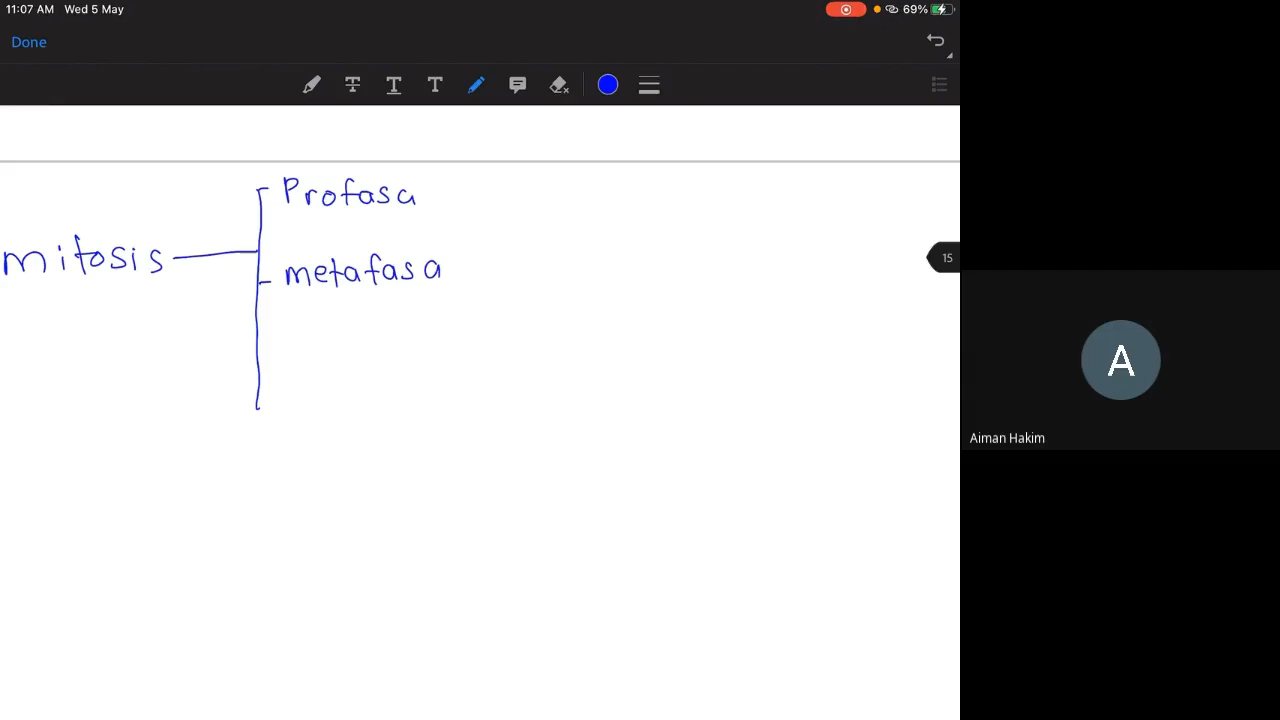 11:07 AM Wed 5 May
69%
Done
T T T
15
Profasa
mitosis
metafasa
A
Aiman Hakim